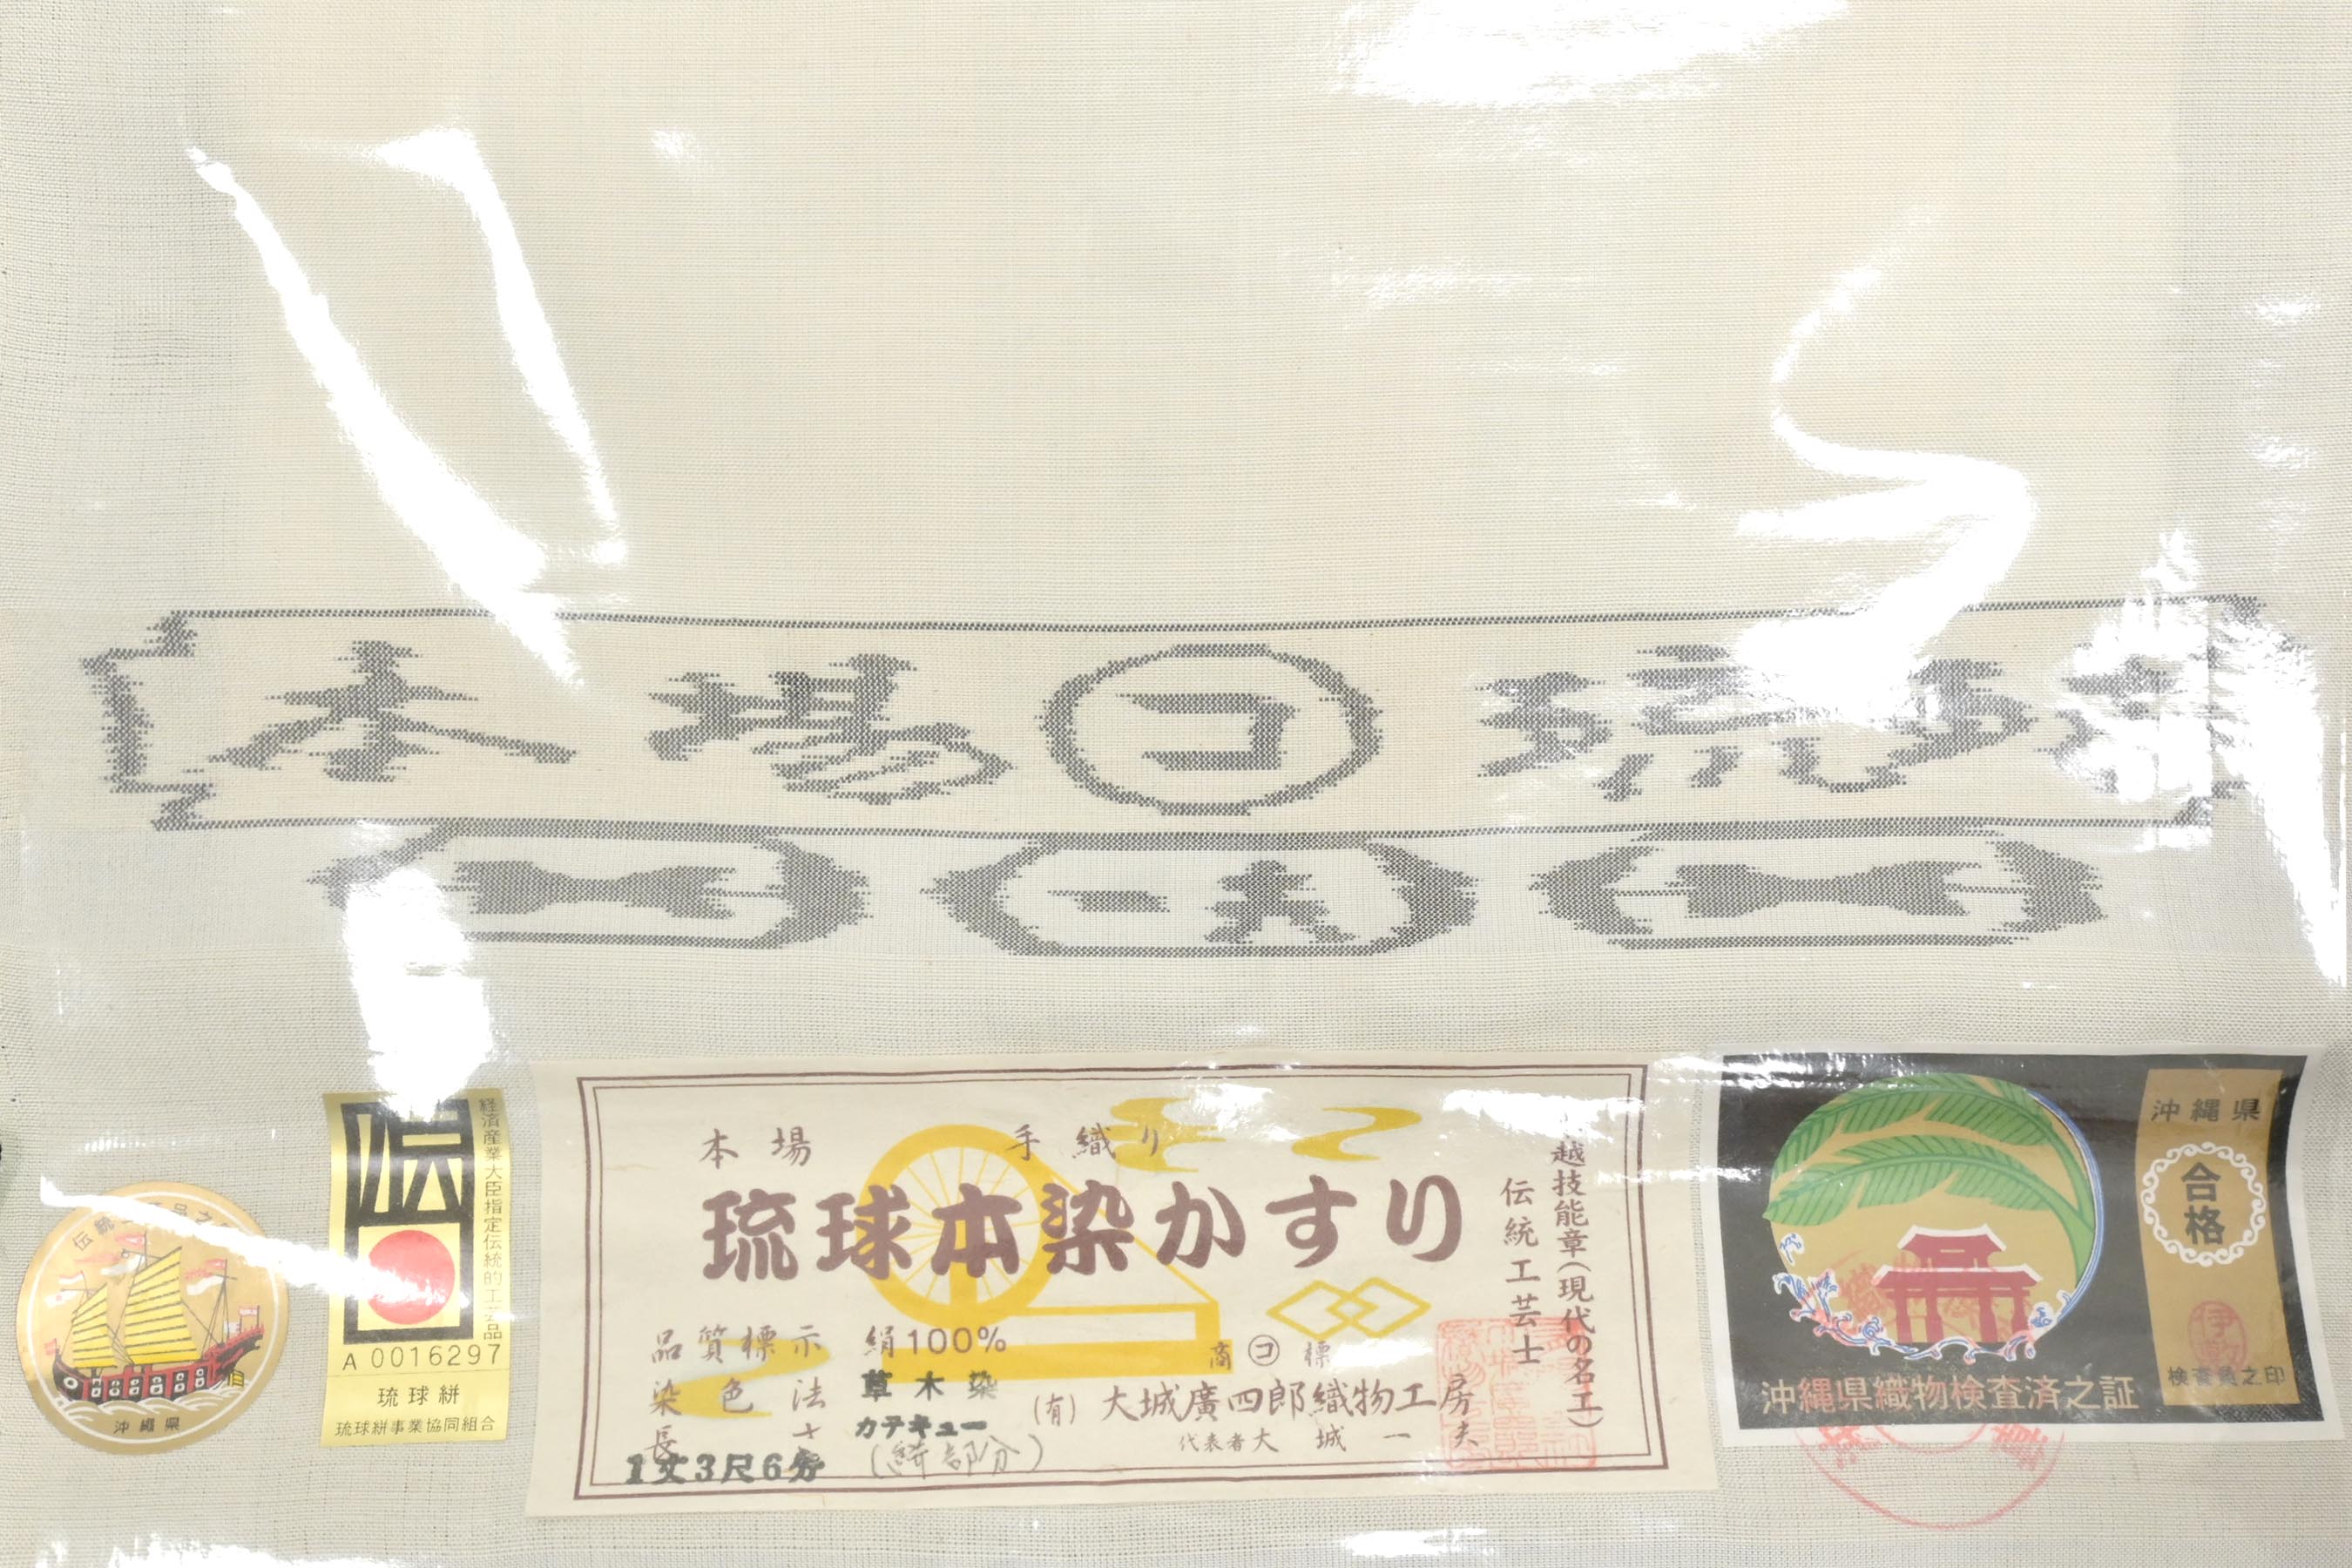 本場 コ 琉球
一夫
伝統
沖縄県
伝
経済産業大臣指定伝統的工芸品
A 0016297
琉球絣
琉球絣事業協同組合
本場 手織り
琉球本染かすり
越技能章(現代の名工)
伝統工芸士
品質標示 絹100%
染色法 草木染
カテキュー
(絣部分)
1丈3尺6分
商 コ 標
(有) 大城廣四郎織物工房
代表者 大城一夫
沖縄県
合格
検査員之印
沖縄県織物検査済之証